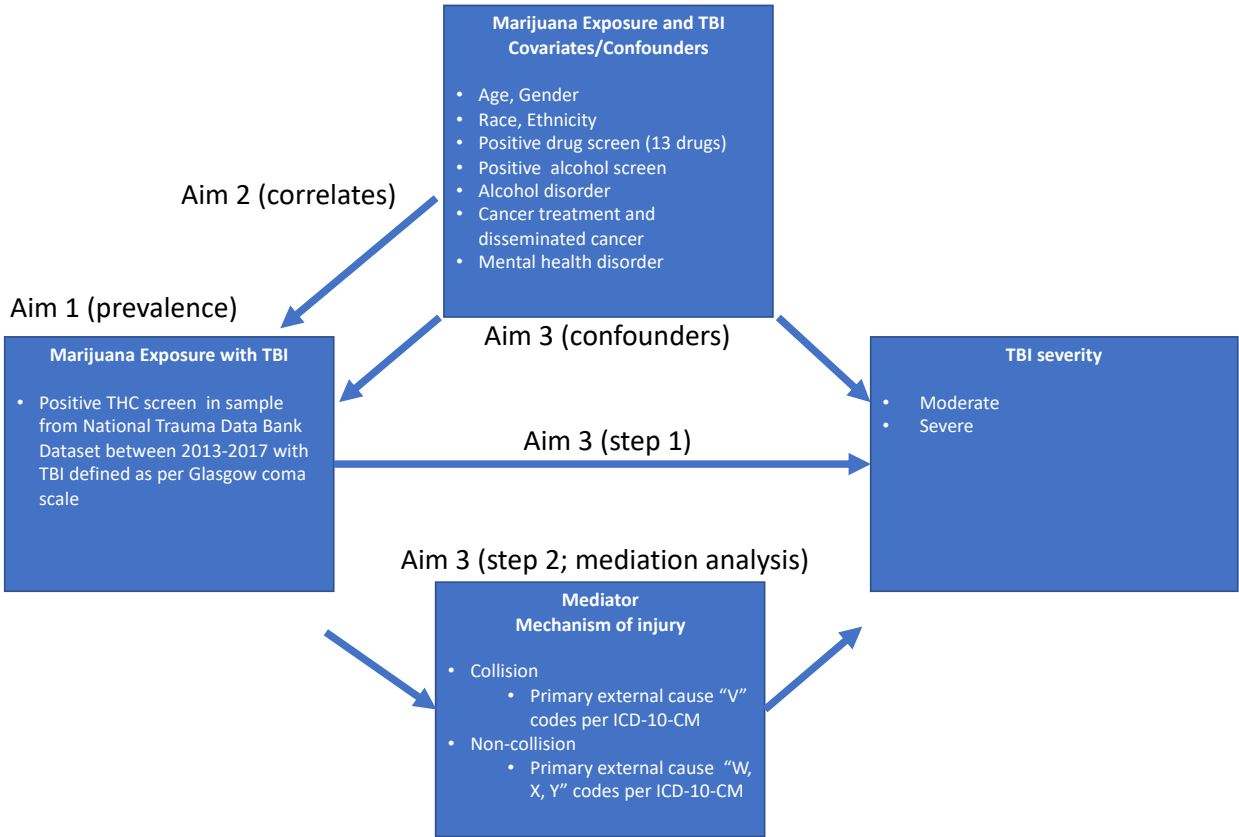 Marijuana Exposure and TBI
Covariates/Confounders
• Age, Gender
• Race, Ethnicity
• Positive drug screen (13 drugs)
• Positive alcohol screen
• Alcohol disorder
• Cancer treatment and
disseminated cancer
• Mental health disorder
Aim 2 (correlates)
Aim 1 (prevalence)
Aim 3 (confounders)
Marijuana Exposure with TBI
• Positive THC screen in sample
from National Trauma Data Bank
Dataset between 2013-2017 with
TBI defined as per Glasgow coma
scale
TBI severity
• Moderate
• Severe
Aim 3 (step 1)
Aim 3 (step 2; mediation analysis)
Mediator
Mechanism of injury
• Collision
• Primary external cause “V”
codes per ICD-10-CM
• Non-collision
• Primary external cause “W,
X, Y” codes per ICD-10-CM